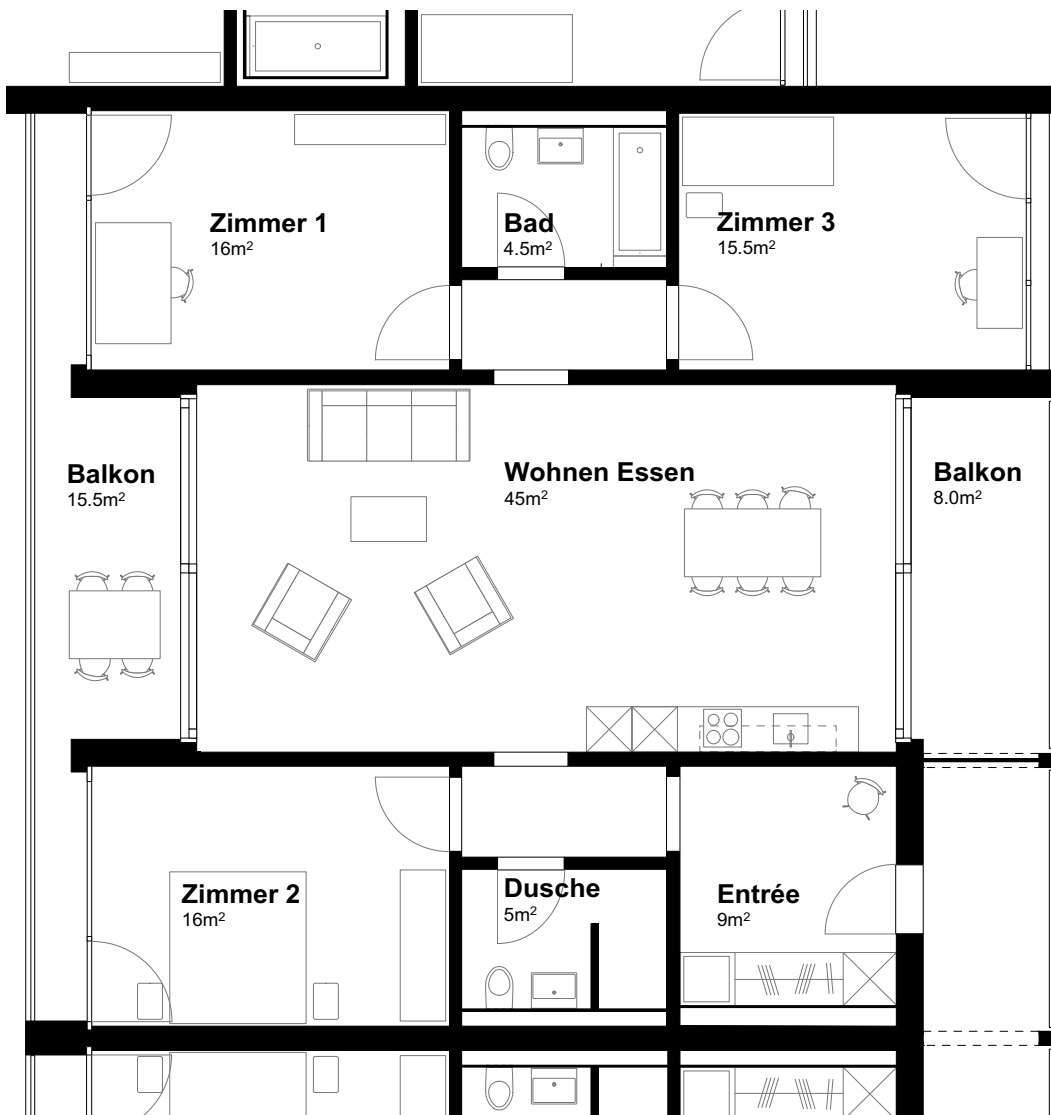 Zimmer 1
16m²
Bad
4.5m²
Zimmer 3
15.5m²
Balkon
15.5m²
Wohnen Essen
45m²
Balkon
8.0m²
Zimmer 2
16m²
Dusche
5m²
Entrée
9m²